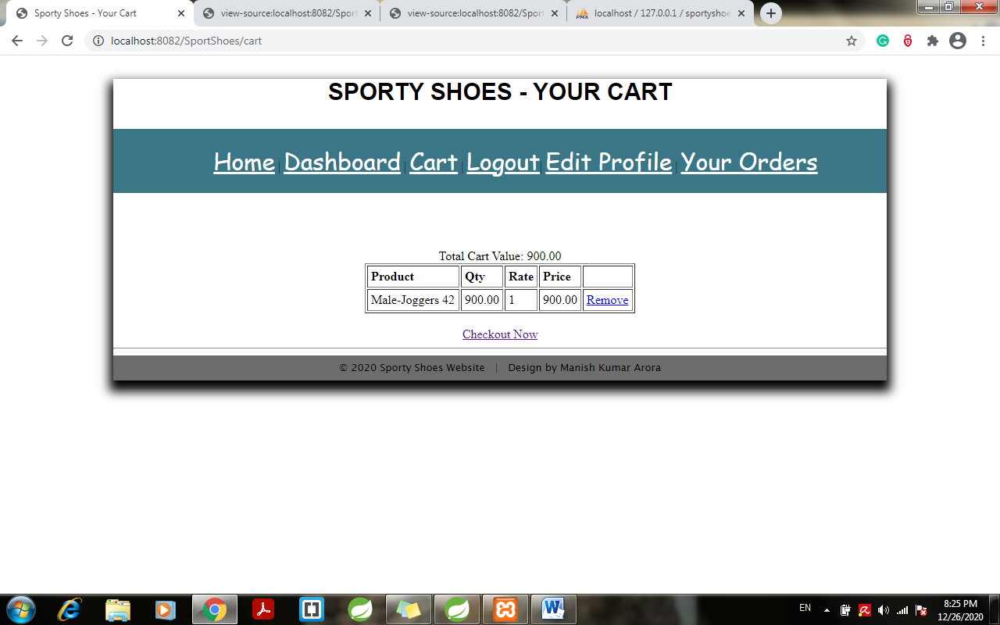 Sporty Shoes - Your Cart
view-source:localhost:8082/Sport
view-source:localhost:8082/Sport
localhost / 127.0.0.1 / sportysho
localhost:8082/SportShoes/cart
SPORTY SHOES - YOUR CART
Home | Dashboard | Cart | Logout | Edit Profile | Your Orders
Total Cart Value: 900.00
Product Qty Rate Price
Male-Joggers 42 900.00 1 900.00 Remove
Checkout Now
© 2020 Sporty Shoes Website | Design by Manish Kumar Arora
EN
8:25 PM
12/26/2020